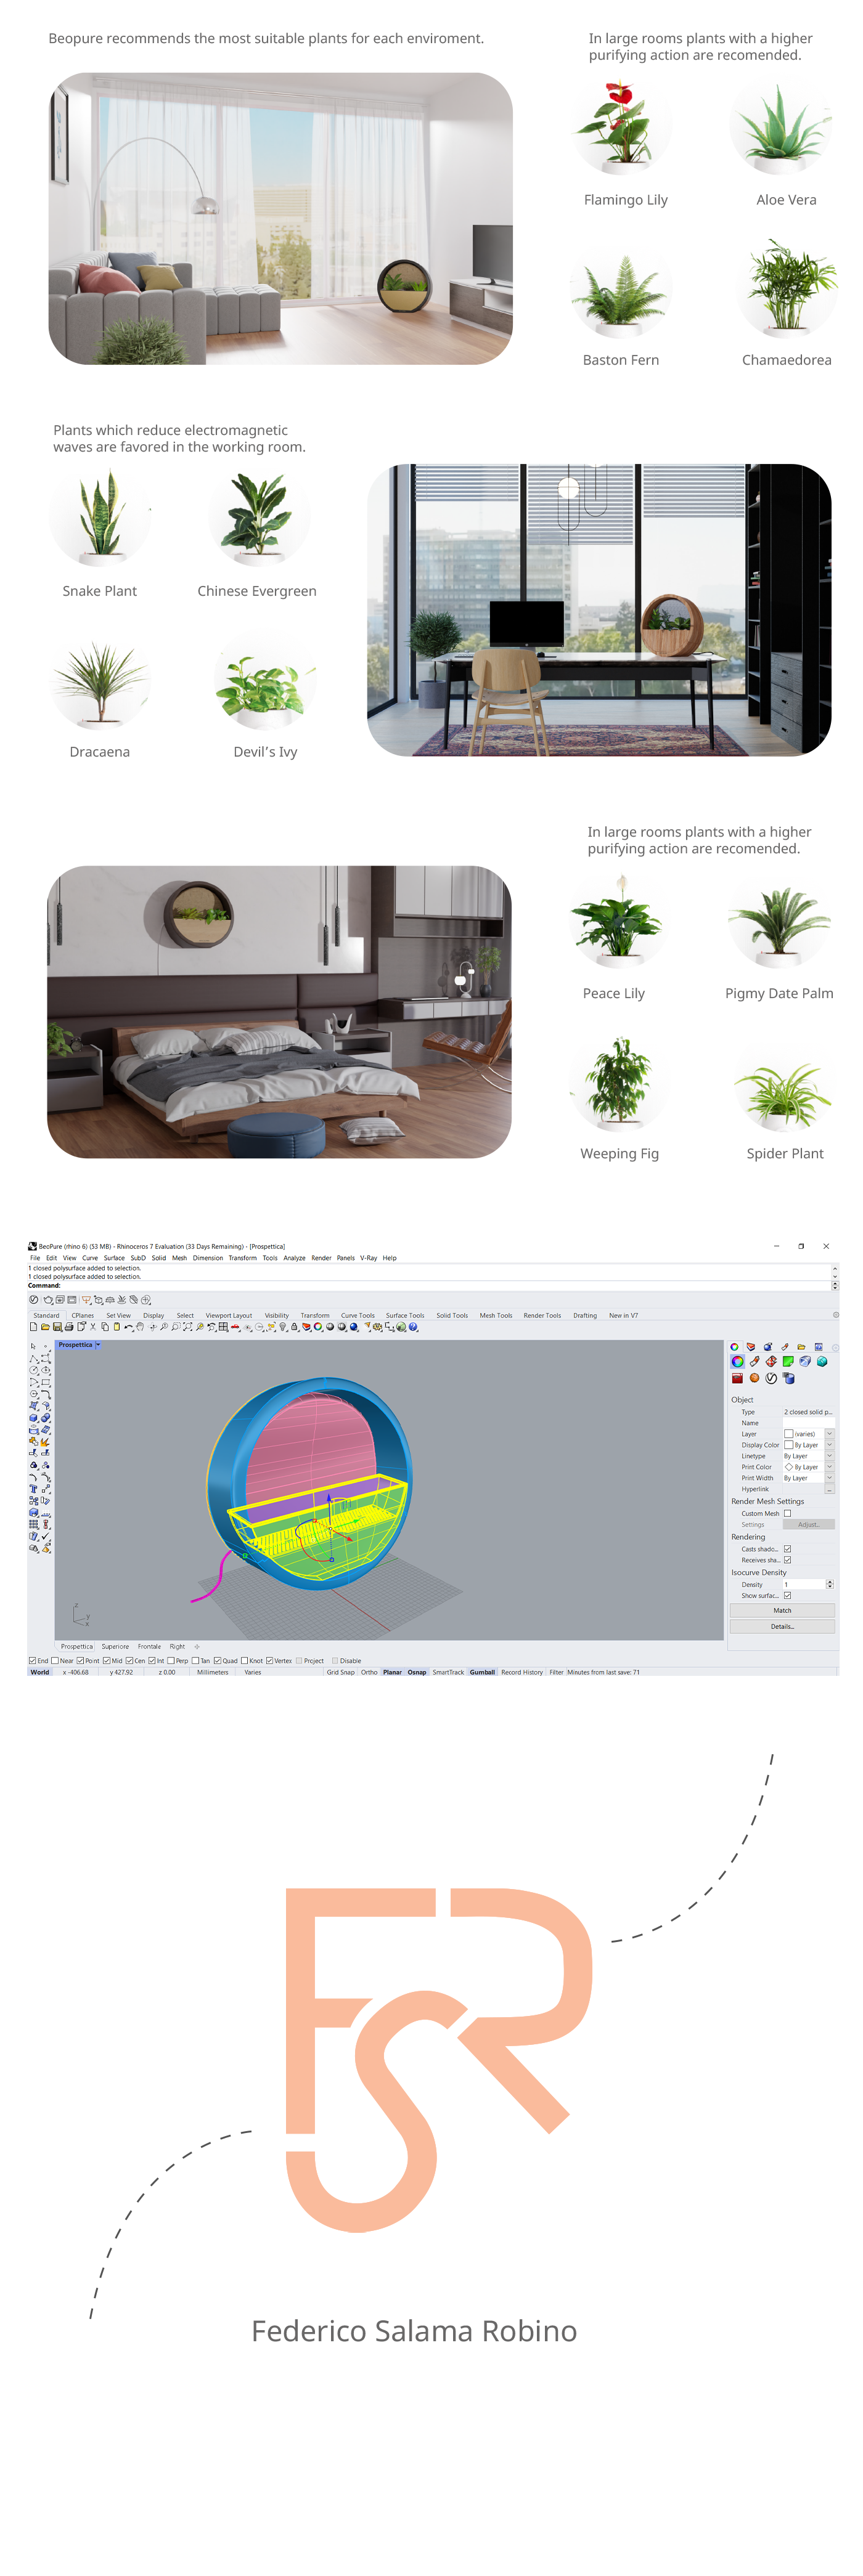 Beopure recommends the most suitable plants for each enviroment.
In large rooms plants with a higher
purifying action are recomended.
Flamingo Lily
Aloe Vera
Baston Fern
Chamaedorea
Plants which reduce electromagnetic
waves are favored in the working room.
Snake Plant
Chinese Evergreen
Dracaena
Devil's Ivy
In large rooms plants with a higher
purifying action are recomended.
Peace Lily
Pigmy Date Palm
Weeping Fig
Spider Plant
BeoPure (rhino 6) (53 MB) - Rhinoceros 7 Evaluation (33 Days Remaining) - [Prospettica]
File Edit View Curve Surface SubD Solid Mesh Dimension Transform Tools Analyze Render Panels V-Ray Help
1 closed polysurface added to selection.
1 closed polysurface added to selection.
Command:
Standard CPlanes Set View Display Select Viewport Layout Visibility Transform Curve Tools Surface Tools Solid Tools Mesh Tools Render Tools Drafting New in V7
Prospettica
Object
Type 2 closed solid p...
Name
Layer (varies)
Display Color By Layer
Linetype By Layer
Print Color By Layer
Print Width By Layer
Hyperlink ...
Render Mesh Settings
Custom Mesh
Settings Adjust...
Rendering
Casts shado...
Receives sha...
Isocurve Density
Density 1
Show surfac...
Match
Details...
z
y
x
Prospettica Superiore Frontale Right
End Near Point Mid Cen Int Perp Tan Quad Knot Vertex Project Disable
World x -406.68 y 427.92 z 0.00 Millimeters Varies Grid Snap Ortho Planar Osnap SmartTrack Gumball Record History Filter Minutes from last save: 71
FSR
Federico Salama Robino